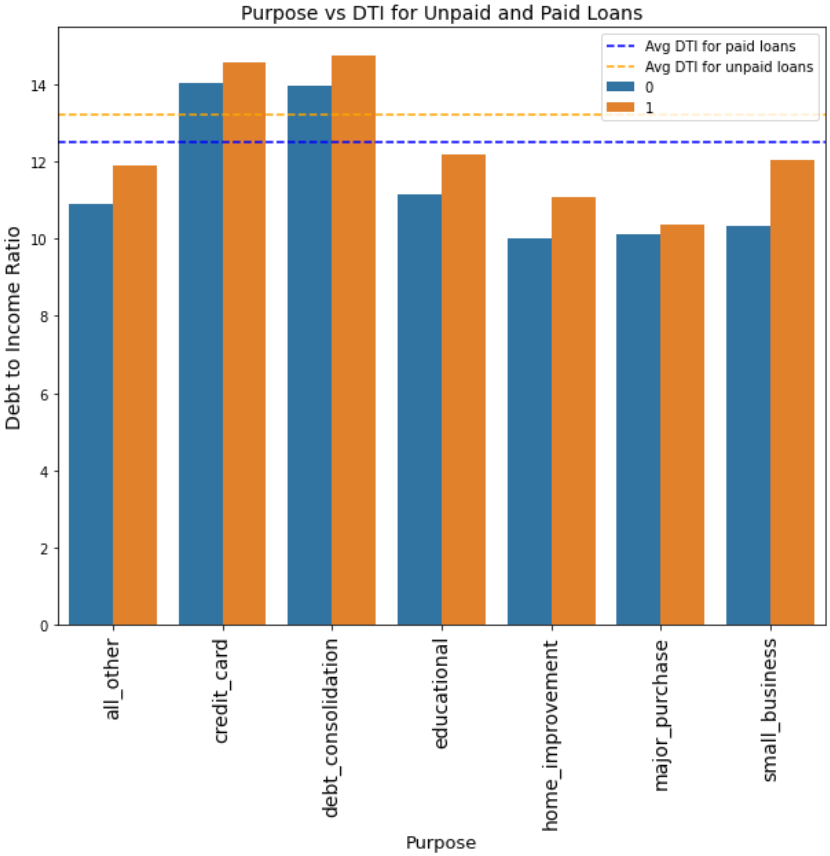 Purpose vs DTI for Unpaid and Paid Loans
Avg DTI for paid loans
Avg DTI for unpaid loans
0
1
Debt to Income Ratio
14
12
10
8
6
4
2
0
all_other
credit_card
debt_consolidation
educational
home_improvement
major_purchase
small_business
Purpose